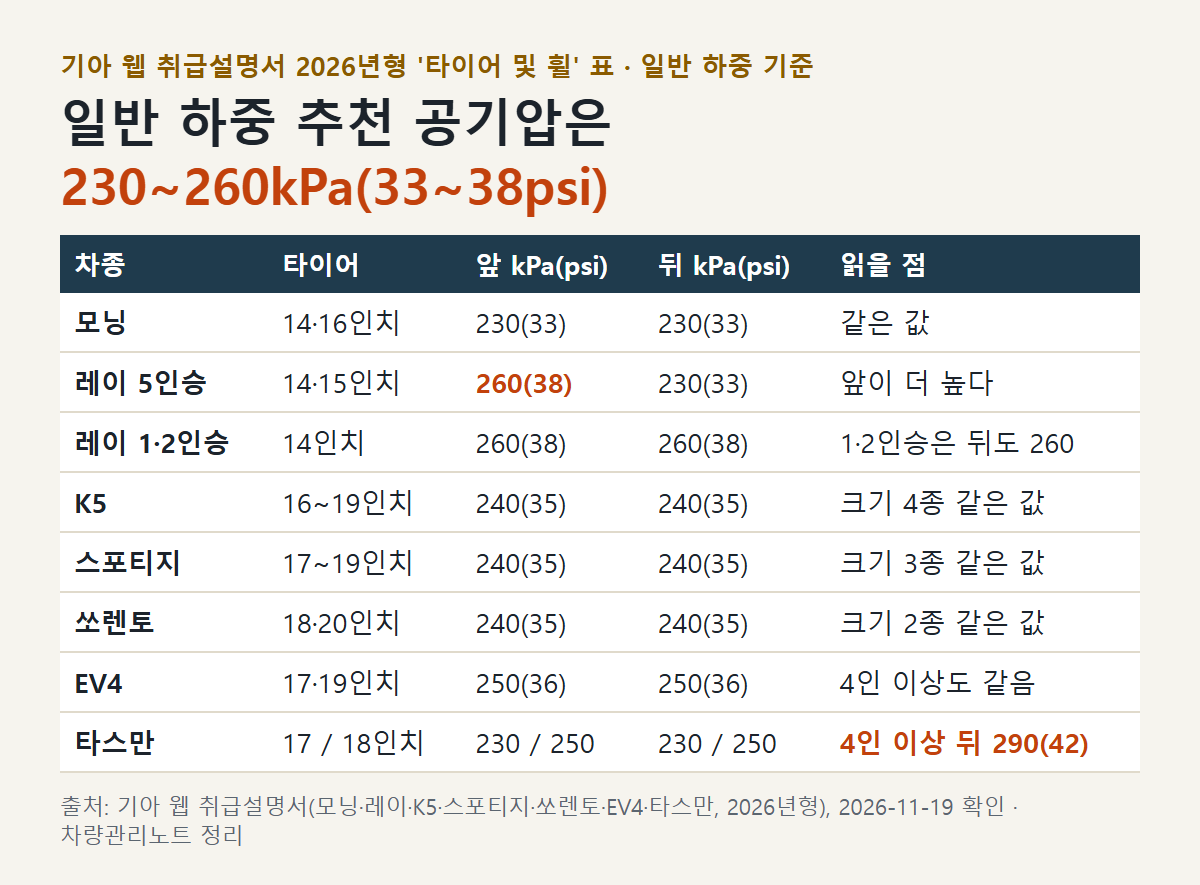 기아 웹 취급설명서 2026년형 '타이어 및 휠' 표 · 일반 하중 기준
일반 하중 추천 공기압은
230~260kPa(33~38psi)
차종 타이어 앞 kPa(psi) 뒤 kPa(psi) 읽을 점
모닝 14·16인치 230(33) 230(33) 같은 값
레이 5인승 14·15인치 260(38) 230(33) 앞이 더 높다
레이 1·2인승 14인치 260(38) 260(38) 1·2인승은 뒤도 260
K5 16~19인치 240(35) 240(35) 크기 4종 같은 값
스포티지 17~19인치 240(35) 240(35) 크기 3종 같은 값
쏘렌토 18·20인치 240(35) 240(35) 크기 2종 같은 값
EV4 17·19인치 250(36) 250(36) 4인 이상도 같음
타스만 17 / 18인치 230 / 250 230 / 250 4인 이상 뒤 290(42)
출처: 기아 웹 취급설명서(모닝·레이·K5·스포티지·쏘렌토·EV4·타스만, 2026년형), 2026-11-19 확인 ·
차량관리노트 정리